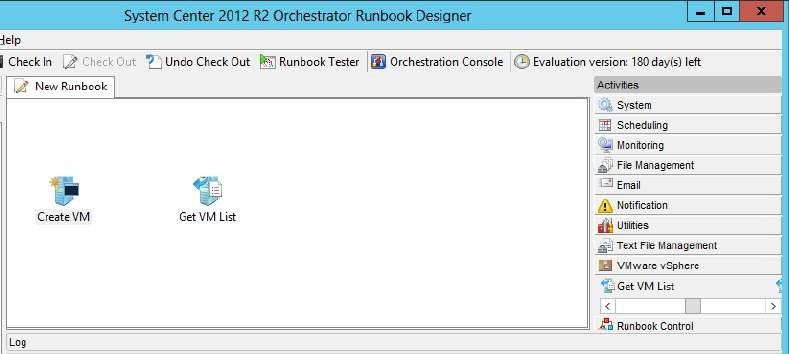 System Center 2012 R2 Orchestrator Runbook Designer
Help
Check In Check Out Undo Check Out Runbook Tester Orchestration Console Evaluation version: 180 day(s) left
New Runbook
Activities
System
Scheduling
Monitoring
File Management
Email
Notification
Utilities
Text File Management
VMware vSphere
Get VM List
Runbook Control
Create VM
Get VM List
Log